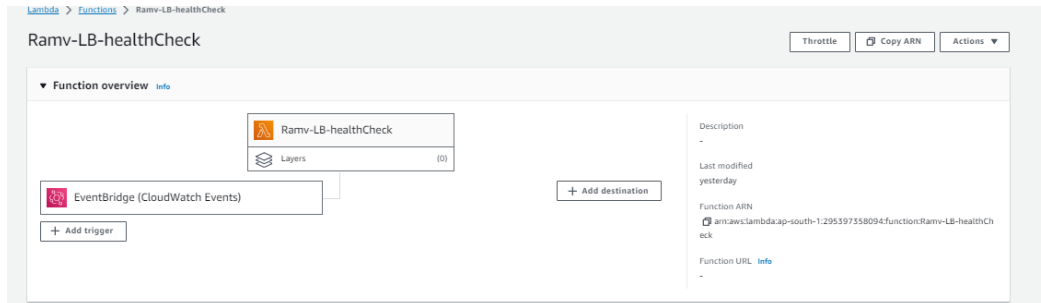 Lambda > Functions > Ramv-LB-healthCheck
Ramv-LB-healthCheck
Throttle
Copy ARN
Actions ▼
▼ Function overview Info
Ramv-LB-healthCheck
Layers (0)
EventBridge (CloudWatch Events)
+ Add trigger
+ Add destination
Description
-
Last modified
yesterday
Function ARN
arn:aws:lambda:ap-south-1:295397358094:function:Ramv-LB-healthCh
eck
Function URL Info
-